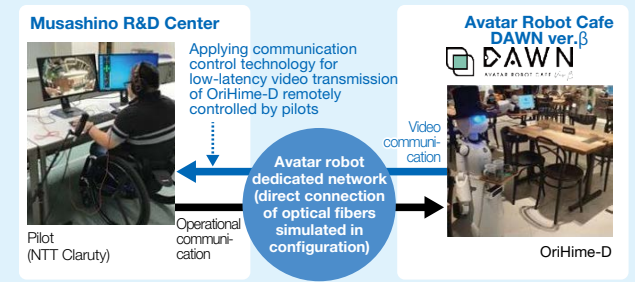 Musashino R&D Center
Applying communication
control technology for
low-latency video transmission
of OriHime-D remotely
controlled by pilots
Avatar Robot Cafe
DAWN ver.β
DAWN
AVATAR ROBOT CAFE Ver.β
Video
communi-
cation
Avatar robot
dedicated network
(direct connection
of optical fibers
simulated in
configuration)
Operational
communi-
cation
Pilot
(NTT Claruty)
OriHime-D